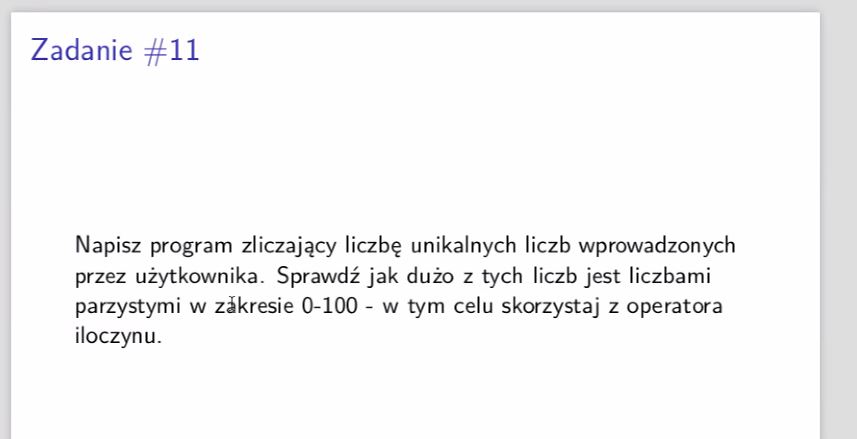 Zadanie #11
Napisz program zliczający liczbę unikalnych liczb wprowadzonych
przez użytkownika. Sprawdź jak dużo z tych liczb jest liczbami
parzystymi w zakresie 0-100 - w tym celu skorzystaj z operatora
iloczynu.